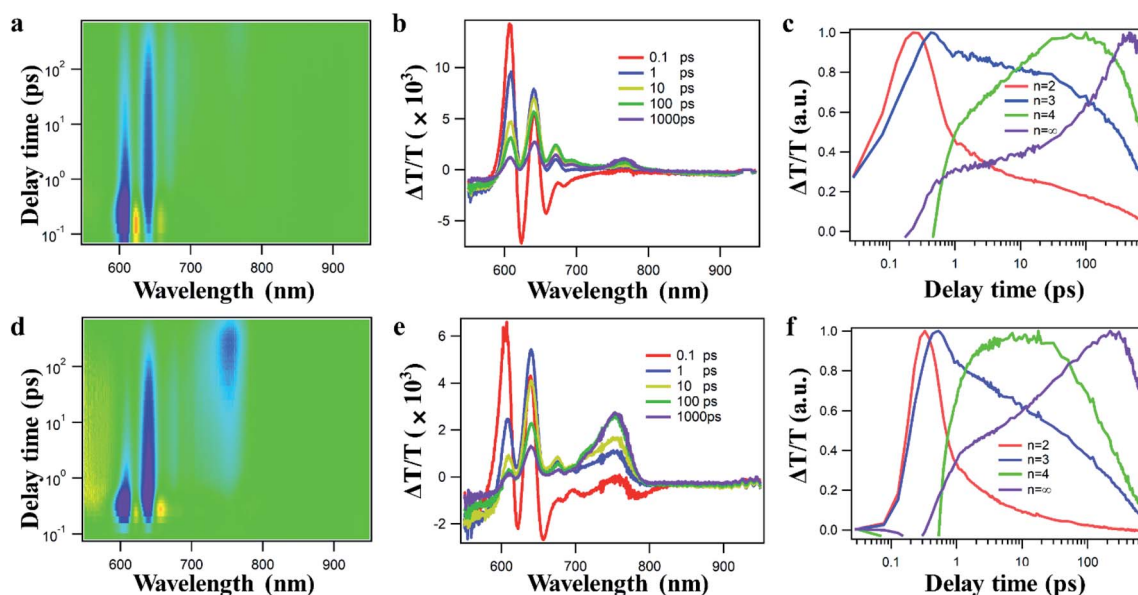 a
Delay time (ps)
10²
10¹
10⁰
10⁻¹
600 700 800 900
Wavelength (nm)
b
ΔT/T ( × 10³)
10
5
0
-5
0.1 ps
1 ps
10 ps
100 ps
1000ps
600 700 800 900
Wavelength (nm)
c
ΔT/T (a.u.)
1.0
0.8
0.6
0.4
0.2
0.0
n=2
n=3
n=4
n=∞
0.1 1 10 100
Delay time (ps)
d
Delay time (ps)
10²
10¹
10⁰
10⁻¹
600 700 800 900
Wavelength (nm)
e
ΔT/T ( × 10³)
6
4
2
0
-2
0.1 ps
1 ps
10 ps
100 ps
1000ps
600 700 800 900
Wavelength (nm)
f
ΔT/T (a.u.)
1.0
0.8
0.6
0.4
0.2
0.0
n=2
n=3
n=4
n=∞
0.1 1 10 100
Delay time (ps)